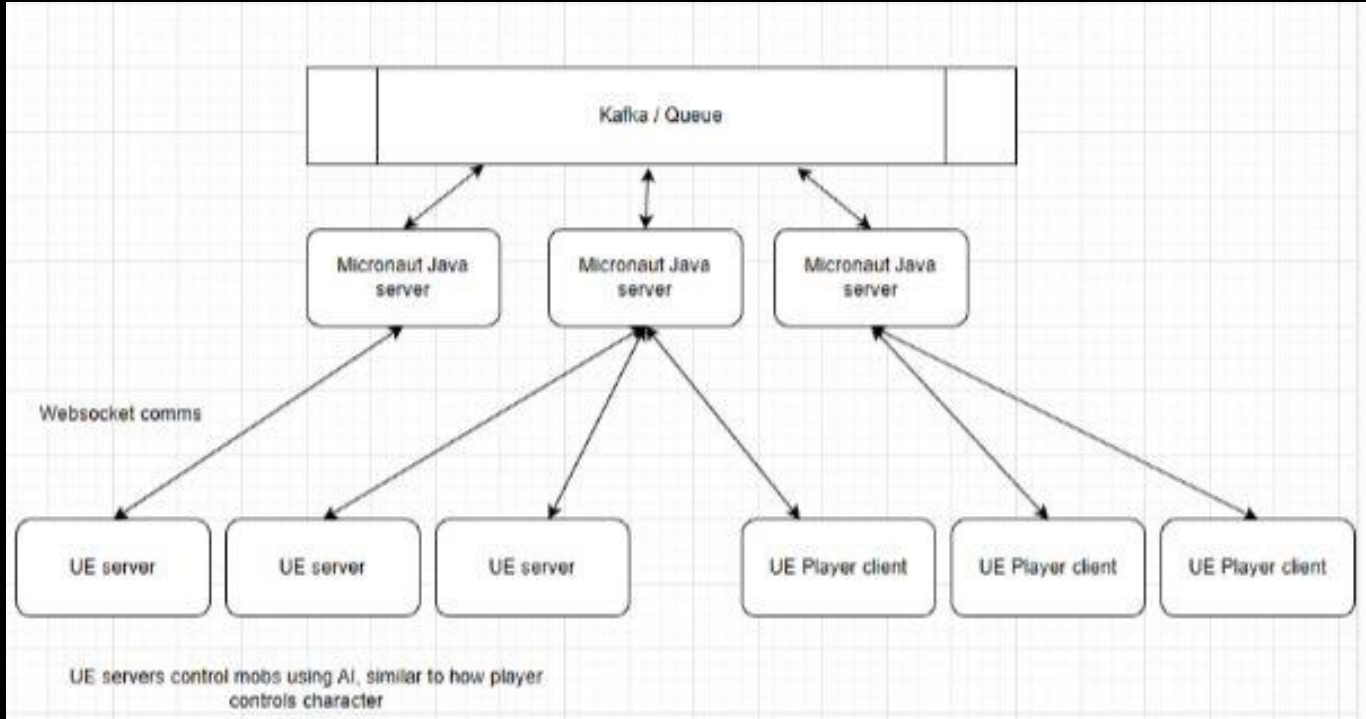 Kafka / Queue
Micronaut Java
server
Micronaut Java
server
Micronaut Java
server
Websocket comms
UE server
UE server
UE server
UE Player client
UE Player client
UE Player client
UE servers control mobs using AI, similar to how player
controls character